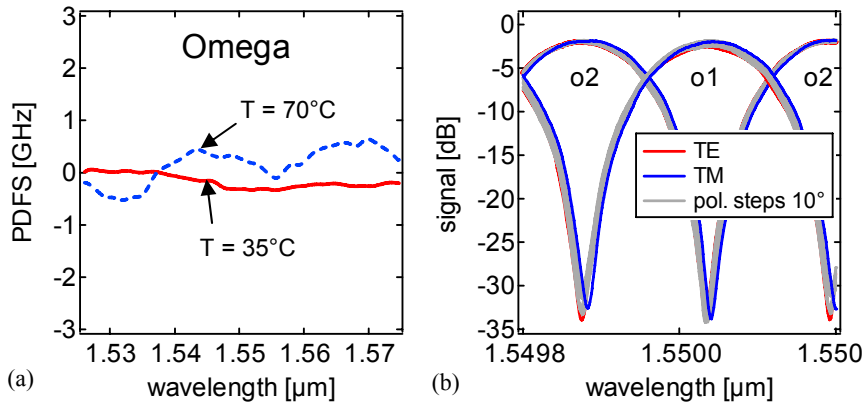 Omega
PDFS [GHz]
3
2
1
0
-1
-2
-3
T = 70°C
T = 35°C
1.53
1.54
1.55
1.56
1.57
wavelength [µm]
(a)
signal [dB]
0
-5
-10
-15
-20
-25
-30
-35
o2
o1
o2
TE
TM
pol. steps 10°
1.5498
1.550
1.550
wavelength [µm]
(b)